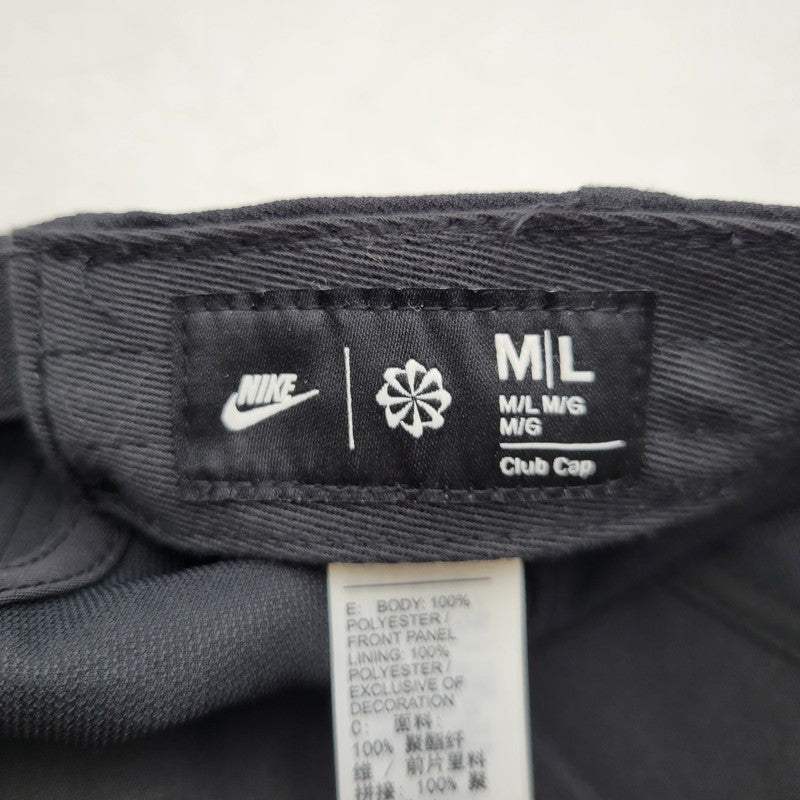 NIKE
M|L
M/L M/G
M/G
Club Cap
E: BODY: 100%
POLYESTER /
FRONT PANEL
LINING: 100%
POLYESTER /
EXCLUSIVE OF
DECORATION
C: 面料:
100% 聚酯纤
维 / 前片里料
拼接: 100% 聚